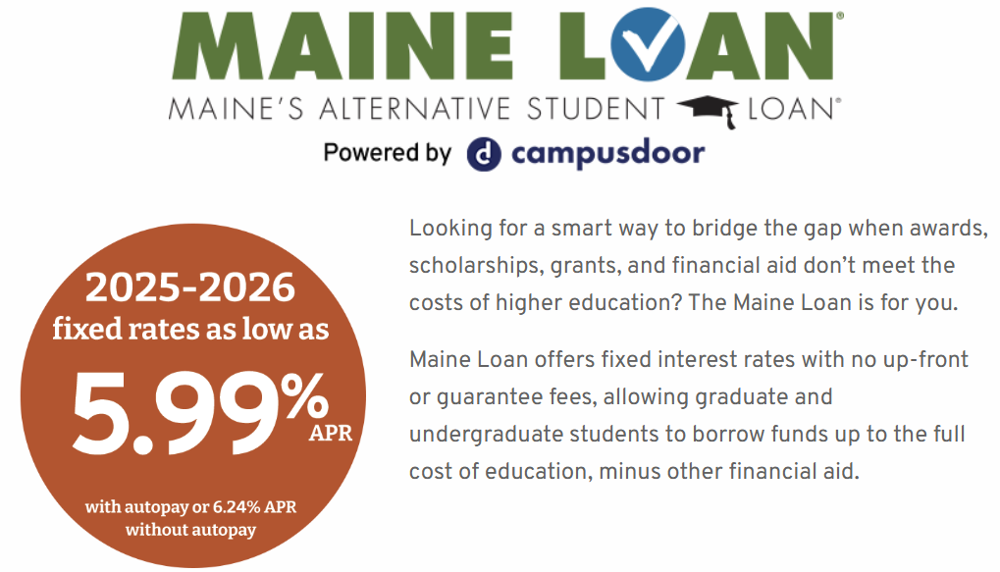 MAINE LOAN®
MAINE'S ALTERNATIVE STUDENT LOAN®
Powered by campusdoor
2025-2026
fixed rates as low as
5.99%
APR
with autopay or 6.24% APR
without autopay
Looking for a smart way to bridge the gap when awards,
scholarships, grants, and financial aid don’t meet the
costs of higher education? The Maine Loan is for you.
Maine Loan offers fixed interest rates with no up-front
or guarantee fees, allowing graduate and
undergraduate students to borrow funds up to the full
cost of education, minus other financial aid.